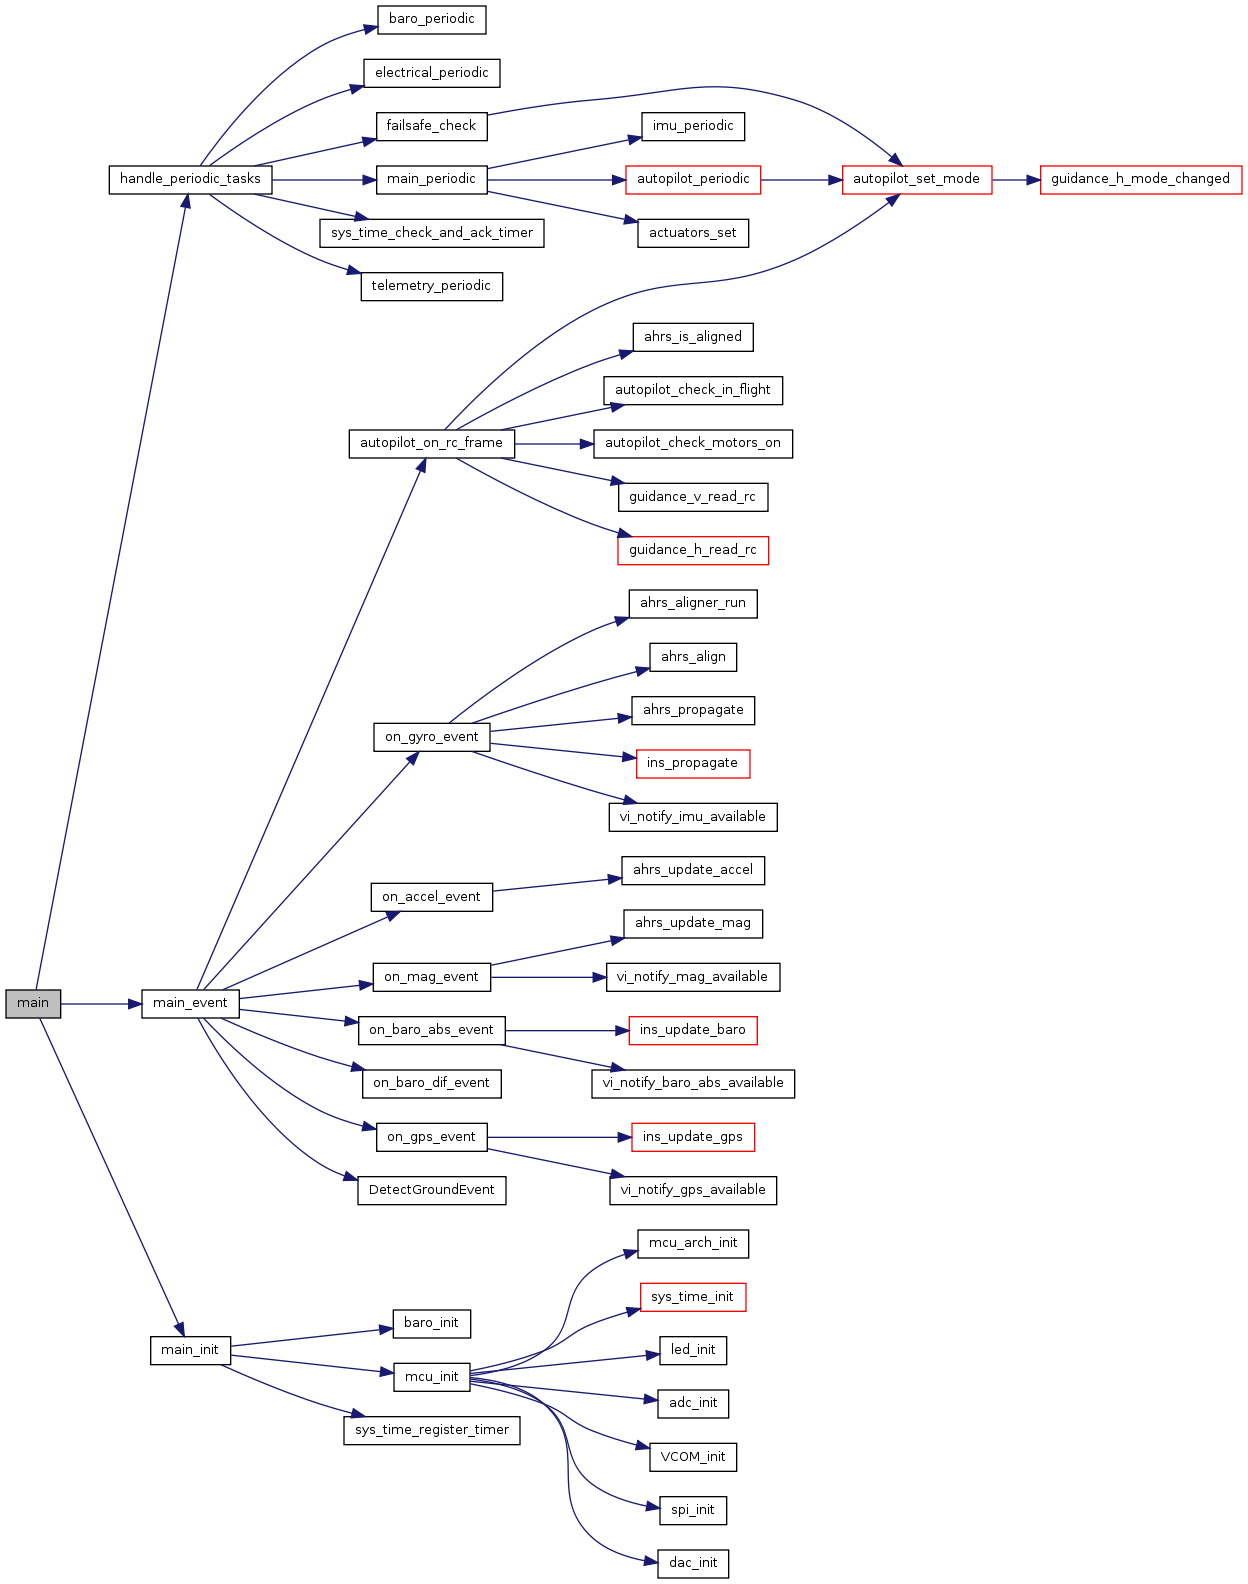 baro_periodic
electrical_periodic
failsafe_check
imu_periodic
handle_periodic_tasks
main_periodic
autopilot_periodic
autopilot_set_mode
guidance_h_mode_changed
sys_time_check_and_ack_timer
actuators_set
telemetry_periodic
ahrs_is_aligned
autopilot_check_in_flight
autopilot_on_rc_frame
autopilot_check_motors_on
guidance_v_read_rc
guidance_h_read_rc
ahrs_aligner_run
ahrs_align
ahrs_propagate
on_gyro_event
ins_propagate
vi_notify_imu_available
ahrs_update_accel
on_accel_event
ahrs_update_mag
on_mag_event
vi_notify_mag_available
main
main_event
on_baro_abs_event
ins_update_baro
on_baro_dif_event
vi_notify_baro_abs_available
on_gps_event
ins_update_gps
DetectGroundEvent
vi_notify_gps_available
mcu_arch_init
sys_time_init
baro_init
main_init
led_init
mcu_init
adc_init
sys_time_register_timer
VCOM_init
spi_init
dac_init